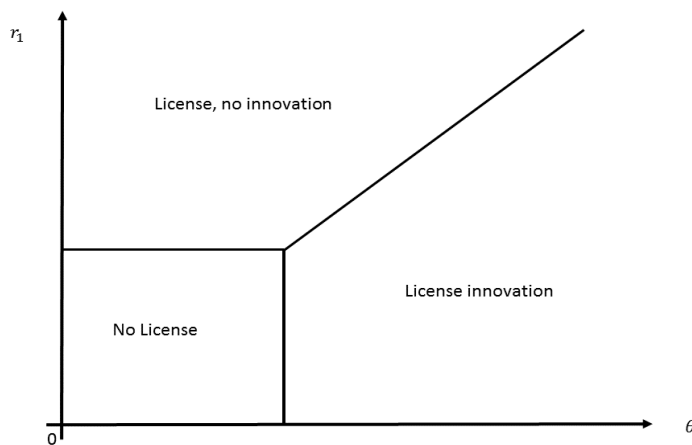 r₁
License, no innovation
License innovation
No License
0